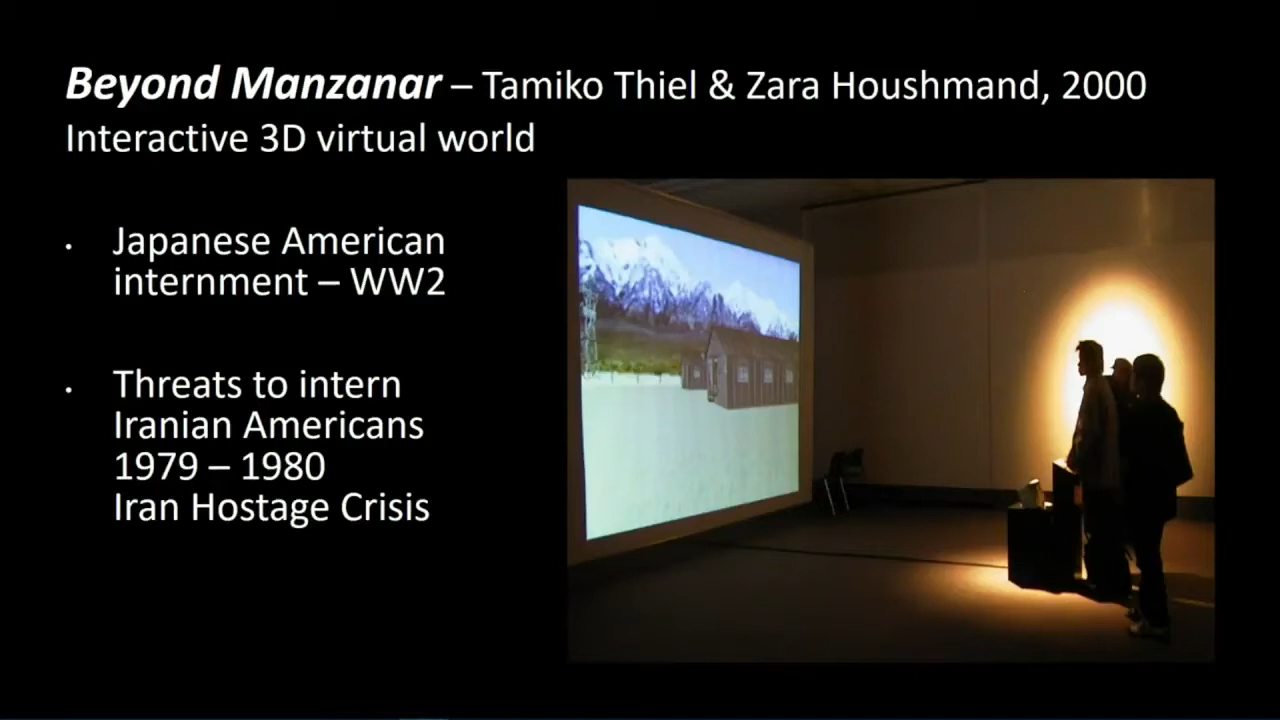 Beyond Manzanar – Tamiko Thiel & Zara Houshmand, 2000
Interactive 3D virtual world
• Japanese American
internment – WW2
• Threats to intern
Iranian Americans
1979 – 1980
Iran Hostage Crisis